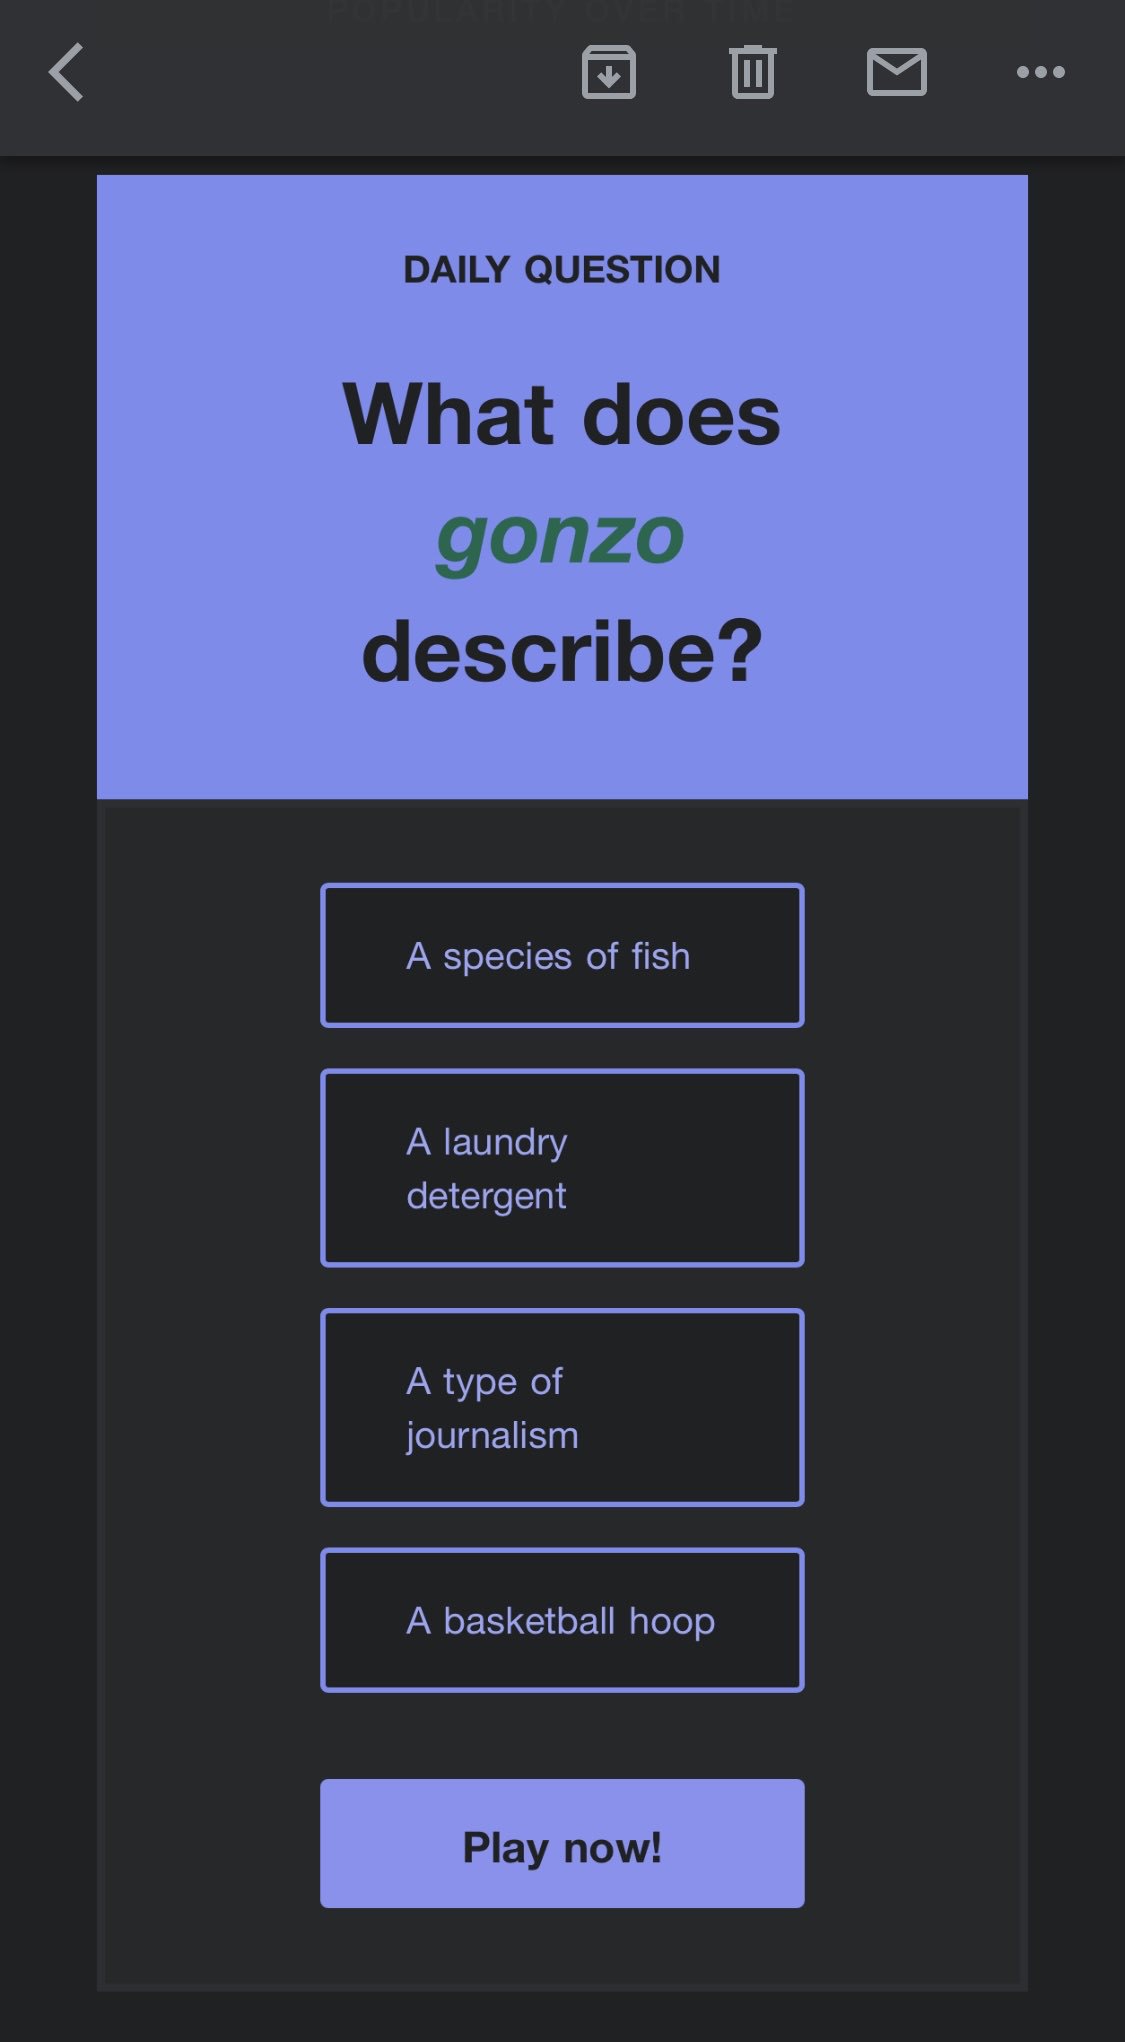 POPULARITY OVER TIME
DAILY QUESTION
What does
gonzo
describe?
A species of fish
A laundry
detergent
A type of
journalism
A basketball hoop
Play now!